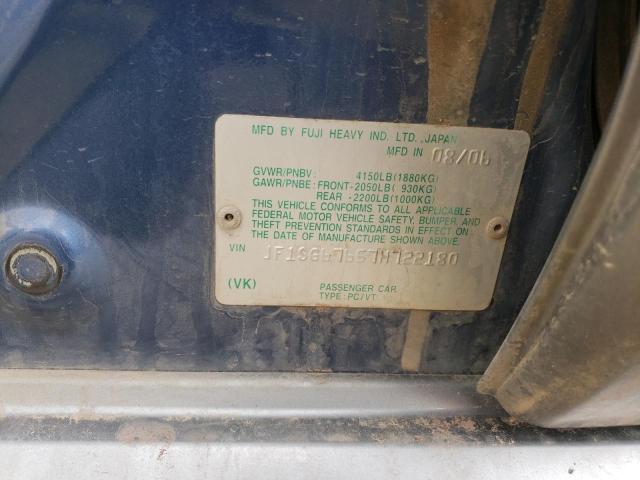 MFD BY FUJI HEAVY IND. LTD. JAPAN
MFD IN 08/06
GVWR/PNBV: 4150LB(1880KG)
GAWR/PNBE: FRONT-2050LB( 930KG)
REAR -2200LB(1000KG)
THIS VEHICLE CONFORMS TO ALL APPLICABLE
FEDERAL MOTOR VEHICLE SAFETY, BUMPER, AND
THEFT PREVENTION STANDARDS IN EFFECT ON
THE DATE OF MANUFACTURE SHOWN ABOVE.
VIN JF1SG67657H722180
(VK) PASSENGER CAR
TYPE:PC/VT